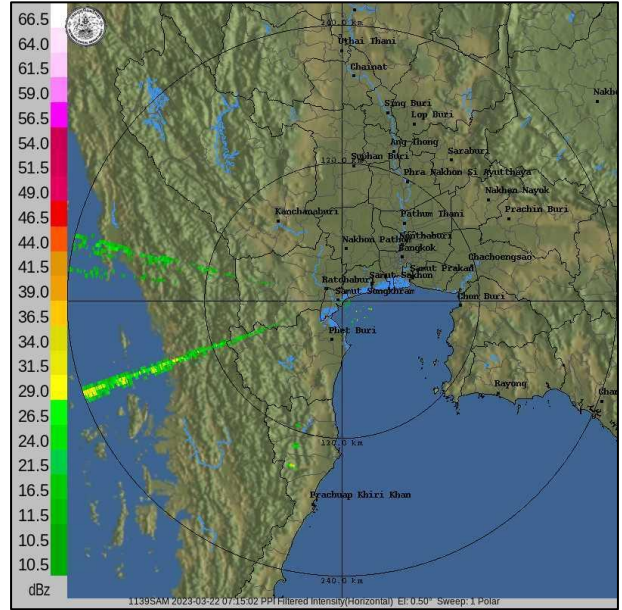 66.5
64.0
61.5
59.0
56.5
54.0
51.5
49.0
46.5
44.0
41.5
39.0
36.5
34.0
31.5
29.0
26.5
24.0
21.5
16.5
15.5
13.0
10.5
dBz
240.0 km
Uthai Thani
Chainat
Sing Buri
Lop Buri
Ang Thong
Saraburi
120.0 km
Suphan Buri
Phra Nakhon Si Ayutthaya
Nakhon Nayok
Prachin Buri
Kanchanaburi
Pathum Thani
Nonthaburi
Nakhon Pathom
Bangkok
Chachoengsao
Samut Prakan
Samut Sakhon
Ratchaburi
Samut Songkhram
Chon Buri
Phet Buri
Rayong
120.0 km
Prachuap Khiri Khan
240.0 km
1139SAM 2023-03-22 07:15:02 PPI Filtered Intensity(Horizontal) El: 0.50° Sweep: 1 Polar